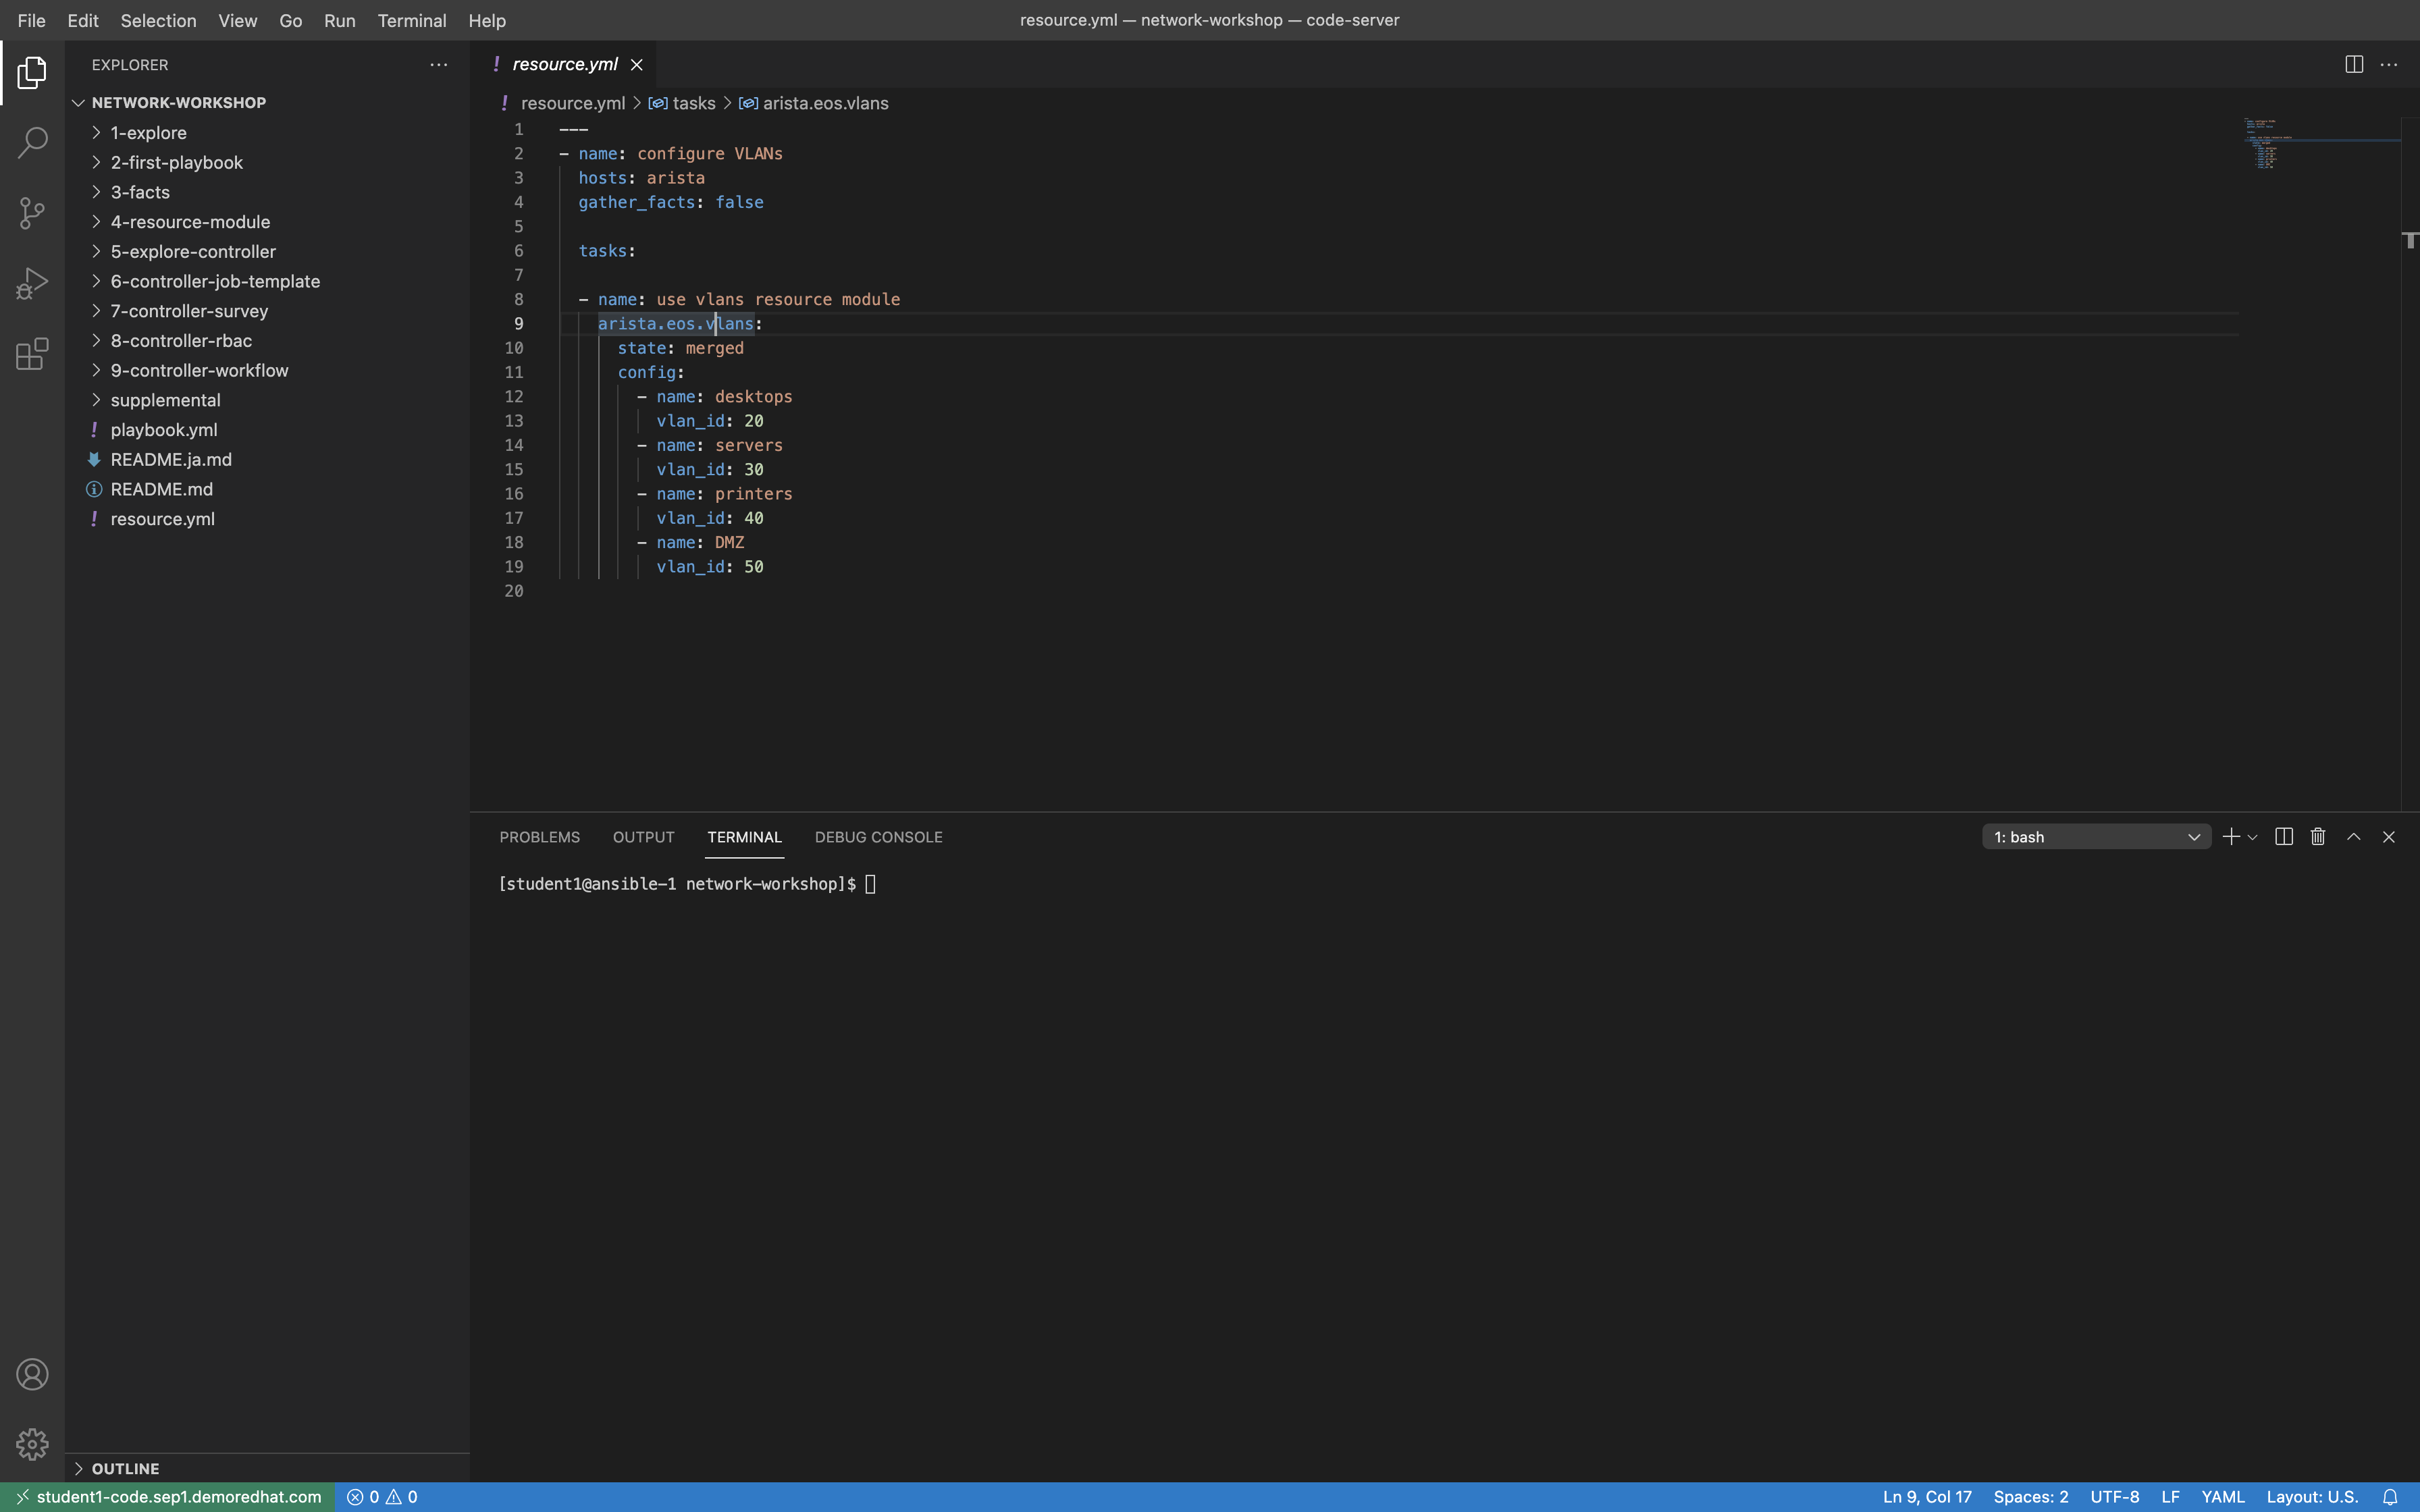 File Edit Selection View Go Run Terminal Help
resource.yml — network-workshop — code-server
EXPLORER
NETWORK-WORKSHOP
1-explore
2-first-playbook
3-facts
4-resource-module
5-explore-controller
6-controller-job-template
7-controller-survey
8-controller-rbac
9-controller-workflow
supplemental
! playbook.yml
README.ja.md
README.md
! resource.yml
OUTLINE
! resource.yml
! resource.yml > tasks > arista.eos.vlans
1 ---
2 - name: configure VLANs
3 hosts: arista
4 gather_facts: false
5
6 tasks:
7
8 - name: use vlans resource module
9 arista.eos.vlans:
10 state: merged
11 config:
12 - name: desktops
13 vlan_id: 20
14 - name: servers
15 vlan_id: 30
16 - name: printers
17 vlan_id: 40
18 - name: DMZ
19 vlan_id: 50
20
PROBLEMS OUTPUT TERMINAL DEBUG CONSOLE
1: bash
[student1@ansible-1 network-workshop]$
student1-code.sep1.demoredhat.com 0 0
Ln 9, Col 17 Spaces: 2 UTF-8 LF YAML Layout: U.S.